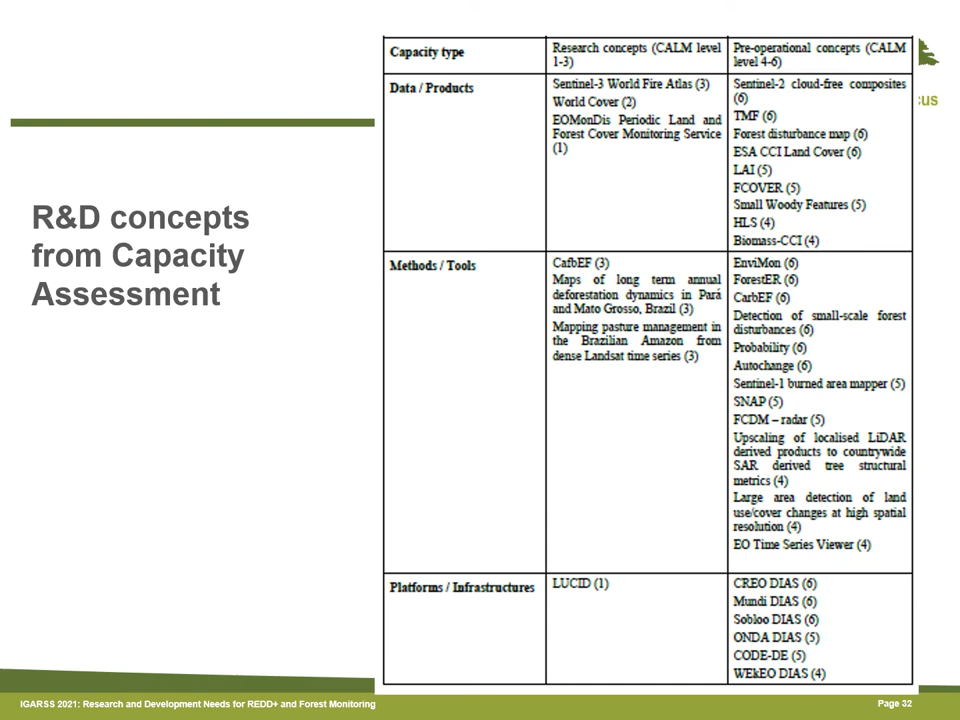 Capacity type
Research concepts (CALM level
1-3)
Pre-operational concepts (CALM
level 4-6)
cus
Data / Products
Sentinel-3 World Fire Atlas (3)
World Cover (2)
EOMonDis Periodic Land and
Forest Cover Monitoring Service
(1)
Sentinel-2 cloud-free composites
(6)
TMF (6)
Forest disturbance map (6)
ESA CCI Land Cover (6)
LAI (5)
FCOVER (5)
Small Woody Features (5)
HLS (4)
Biomass-CCI (4)
R&D concepts
from Capacity
Assessment
Methods / Tools
CafbEF (3)
Maps of long term annual
deforestation dynamics in Pará
and Mato Grosso, Brazil (3)
Mapping pasture management in
the Brazilian Amazon from
dense Landsat time series (3)
EnviMon (6)
ForestER (6)
CarbEF (6)
Detection of small-scale forest
disturbances (6)
Probability (6)
Autochange (6)
Sentinel-1 burned area mapper (5)
SNAP (5)
FCDM – radar (5)
Upscaling of localised LiDAR
derived products to countrywide
SAR derived tree structural
metrics (4)
Large area detection of land
use/cover changes at high spatial
resolution (4)
EO Time Series Viewer (4)
Platforms / Infrastructures
LUCID (1)
CREO DIAS (6)
Mundi DIAS (6)
Sobloo DIAS (6)
ONDA DIAS (5)
CODE-DE (5)
WEkEO DIAS (4)
IGARSS 2021: Research and Development Needs for REDD+ and Forest Monitoring
Page 32